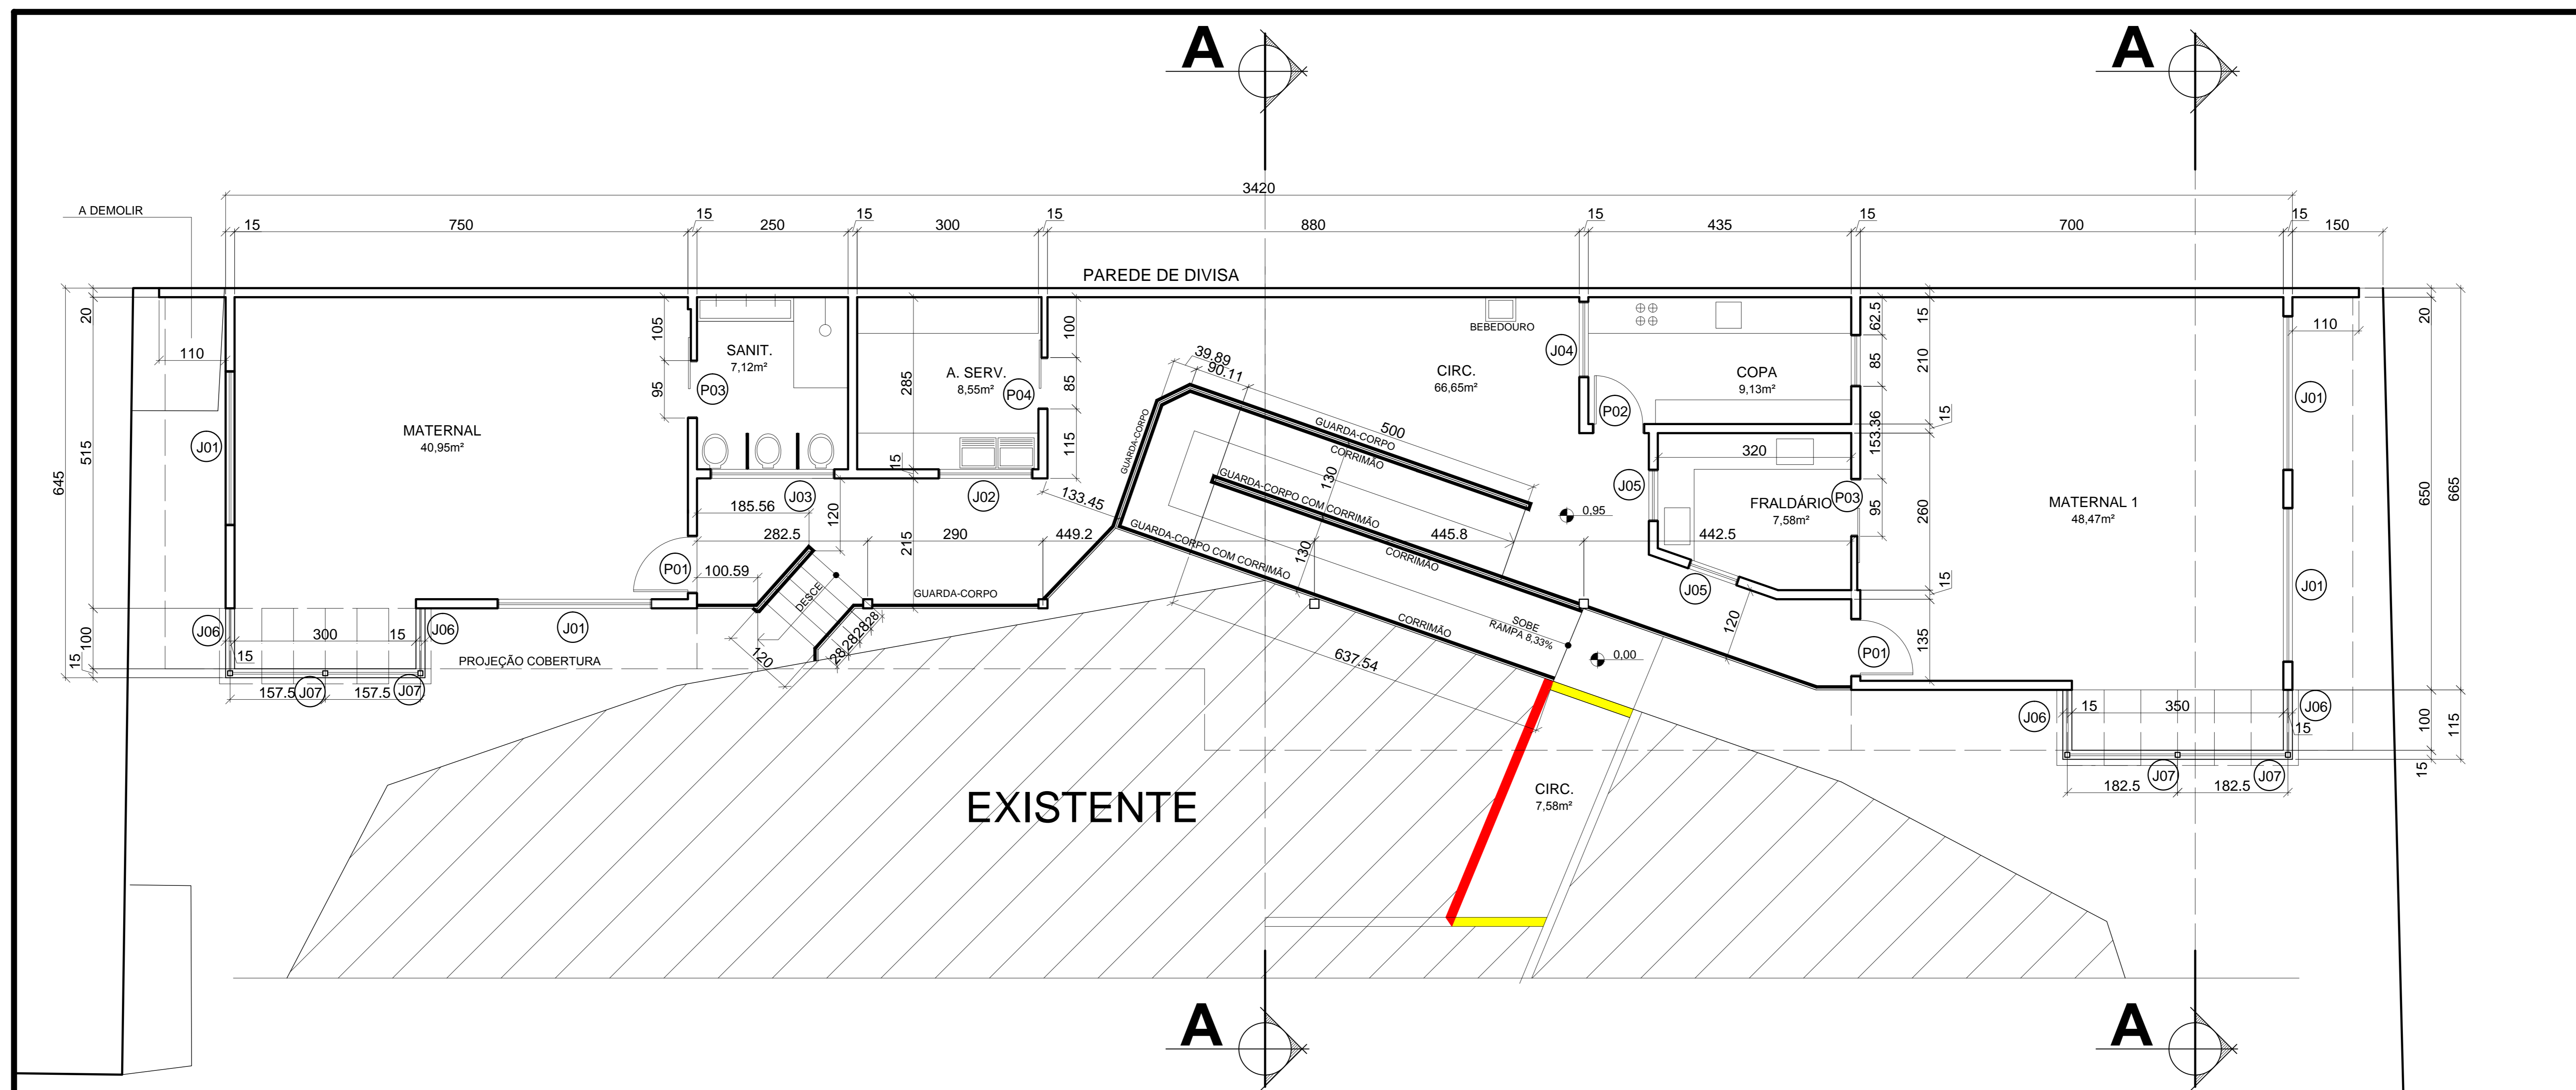 A
A
3420
A DEMOLIR
15
750
15
250
15
300
15
880
15
435
15
700
15
150
PAREDE DE DIVISA
645
20
515
100
15
110
105
95
SANIT.
7,12m²
P03
285
A. SERV.
8,55m²
P04
100
85
115
BEBEDOURO
CIRC.
66,65m²
39.89
90.11
J04
COPA
9,13m²
P02
62.5
85
153.36
95
15
210
15
260
15
135
J01
110
20
650
665
100
115
15
MATERNAL
40,95m²
J01
GUARDA-CORPO
GUARDA-CORPO
CORRIMÃO
500
130
GUARDA-CORPO COM CORRIMÃO
CORRIMÃO
320
J05
FRALDÁRIO
7,58m²
P03
MATERNAL 1
48,47m²
15
J03
J02
133.45
185.56
120
0,95
282.5
290
449.2
445.8
442.5
215
GUARDA-CORPO COM CORRIMÃO
130
P01
100.59
DESCE
GUARDA-CORPO
28
28
28
28
120
J05
J01
J06
300
15
J06
J01
15
CORRIMÃO
SOBE
RAMPA 8,33%
120
P01
PROJEÇÃO COBERTURA
637.54
0,00
157.5
J07
157.5
J07
J06
15
350
J06
15
J07
J07
182.5
182.5
EXISTENTE
CIRC.
7,58m²
A
A